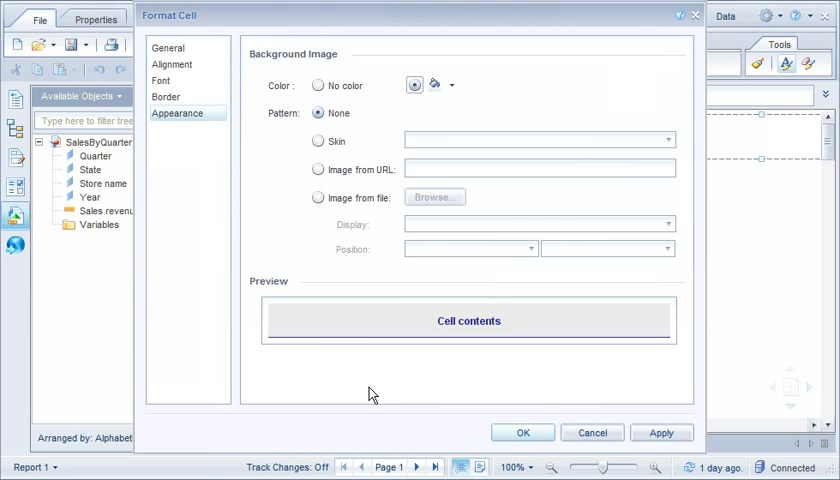 Format Cell
File
Properties
Data
Tools
Available Objects
Type here to filter tree
SalesByQuarter
Quarter
State
Store name
Year
Sales revenu
Variables
Arranged by: Alphabet
General
Alignment
Font
Border
Appearance
Background Image
Color :
No color
Pattern:
None
Skin
Image from URL:
Image from file:
Browse...
Display:
Position:
Preview
Cell contents
OK
Cancel
Apply
Report 1
Track Changes: Off
Page 1
100%
1 day ago.
Connected